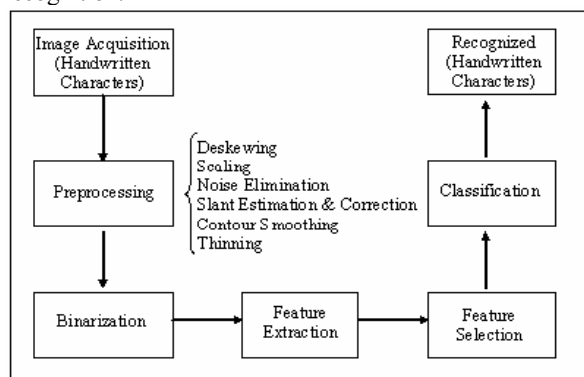 Image Acquisition
(Handwritten
Characters)
Preprocessing
Deskewing
Scaling
Noise Elimination
Slant Estimation & Correction
Contour Smoothing
Thinning
Binarization
Feature
Extraction
Feature
Selection
Classification
Recognized
(Handwritten
Characters)